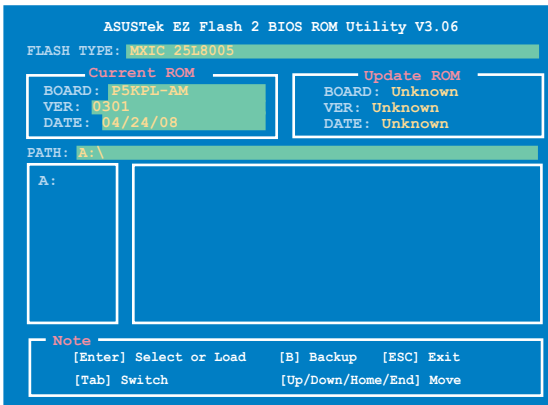 ASUSTek EZ Flash 2 BIOS ROM Utility V3.06
FLASH TYPE: MXIC 25L8005
Current ROM
BOARD: P5KPL-AM
VER: 0301
DATE: 04/24/08
Update ROM
BOARD: Unknown
VER: Unknown
DATE: Unknown
PATH: A:\
A:
Note
[Enter] Select or Load [B] Backup [ESC] Exit
[Tab] Switch [Up/Down/Home/End] Move